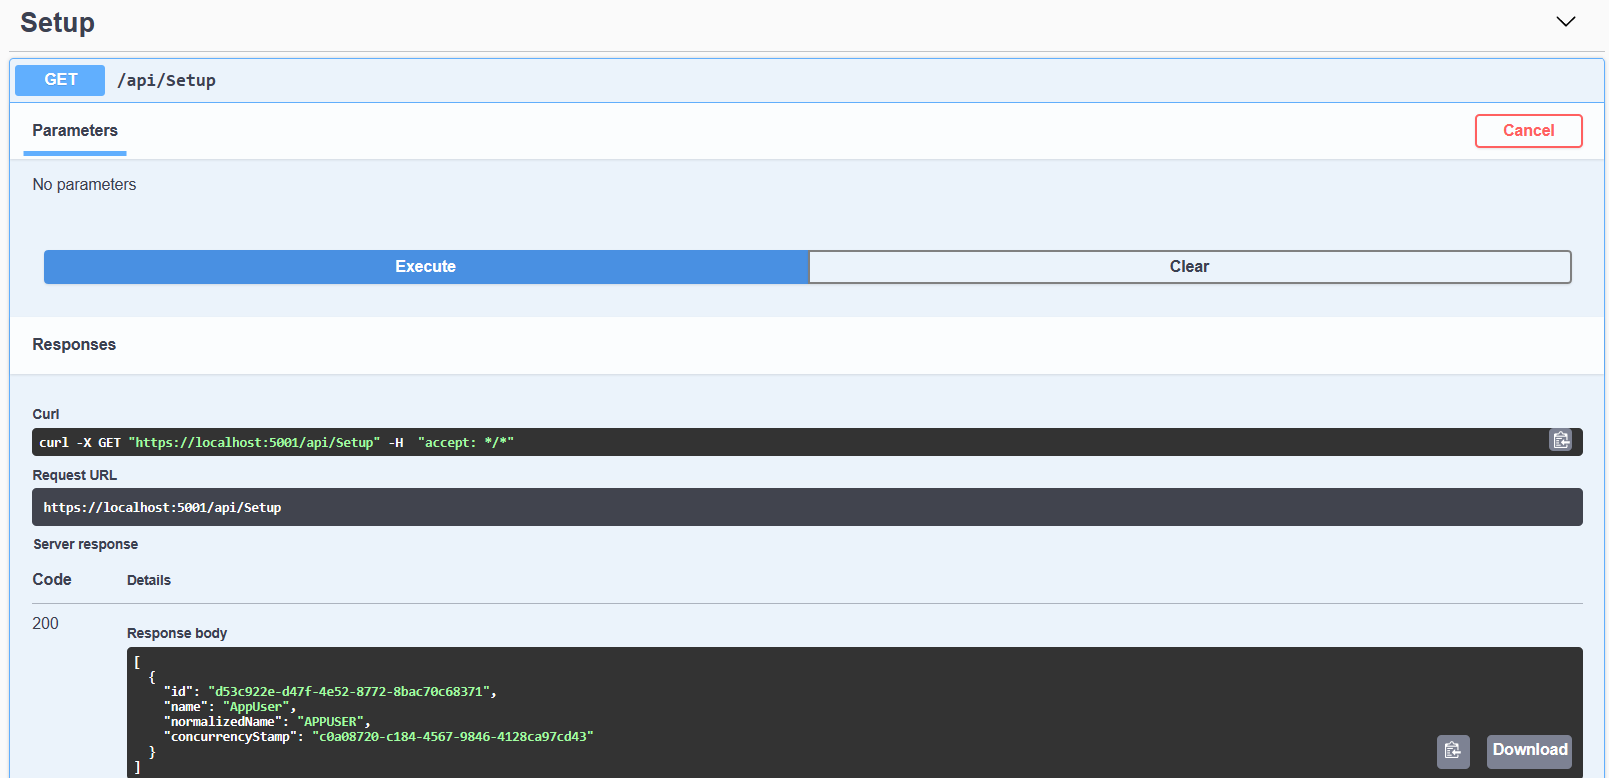 Setup
GET /api/Setup
Parameters
Cancel
No parameters
Execute
Clear
Responses
Curl
curl -X GET "https://localhost:5001/api/Setup" -H  "accept: */*"
Request URL
https://localhost:5001/api/Setup
Server response
Code Details
200
Response body
[
  {
    "id": "d53c922e-d47f-4e52-8772-8bac70c68371",
    "name": "AppUser",
    "normalizedName": "APPUSER",
    "concurrencyStamp": "c0a08720-c184-4567-9846-4128ca97cd43"
  }
]
Download